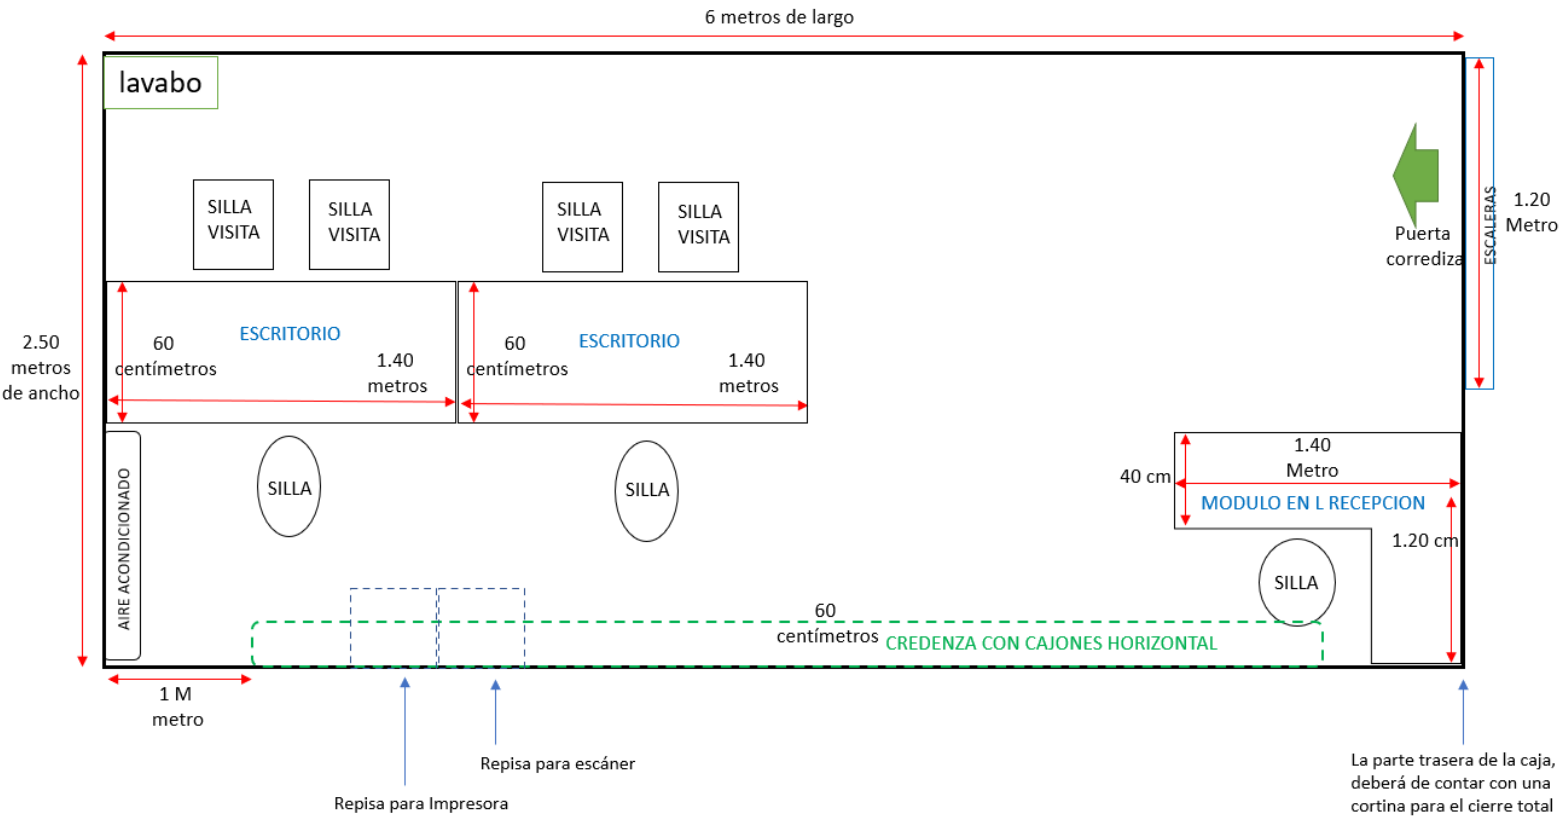 6 metros de largo
lavabo
SILLA
VISITA
SILLA
VISITA
SILLA
VISITA
SILLA
VISITA
Puerta
corrediza
ESCALERAS
1.20
Metro
2.50
metros
de ancho
60
centímetros
ESCRITORIO
1.40
metros
60
centímetros
ESCRITORIO
1.40
metros
AIRE ACONDICIONADO
SILLA
SILLA
40 cm
1.40
Metro
MODULO EN L RECEPCION
1.20 cm
SILLA
60
centímetros
CREDENZA CON CAJONES HORIZONTAL
1 M
metro
Repisa para escáner
Repisa para Impresora
La parte trasera de la caja,
deberá de contar con una
cortina para el cierre total